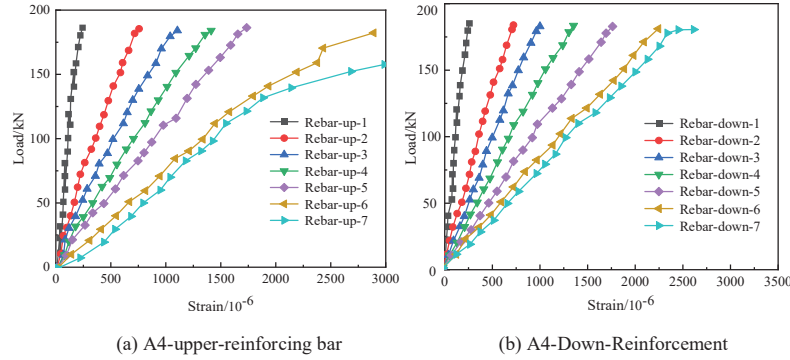 200
150
100
50
0
Load/kN
Rebar-up-1
Rebar-up-2
Rebar-up-3
Rebar-up-4
Rebar-up-5
Rebar-up-6
Rebar-up-7
0 500 1000 1500 2000 2500 3000
Strain/10⁻⁶
(a) A4-upper-reinforcing bar
200
150
100
50
0
Load/kN
Rebar-down-1
Rebar-down-2
Rebar-down-3
Rebar-down-4
Rebar-down-5
Rebar-down-6
Rebar-down-7
0 500 1000 1500 2000 2500 3000 3500
Strain/10⁻⁶
(b) A4-Down-Reinforcement